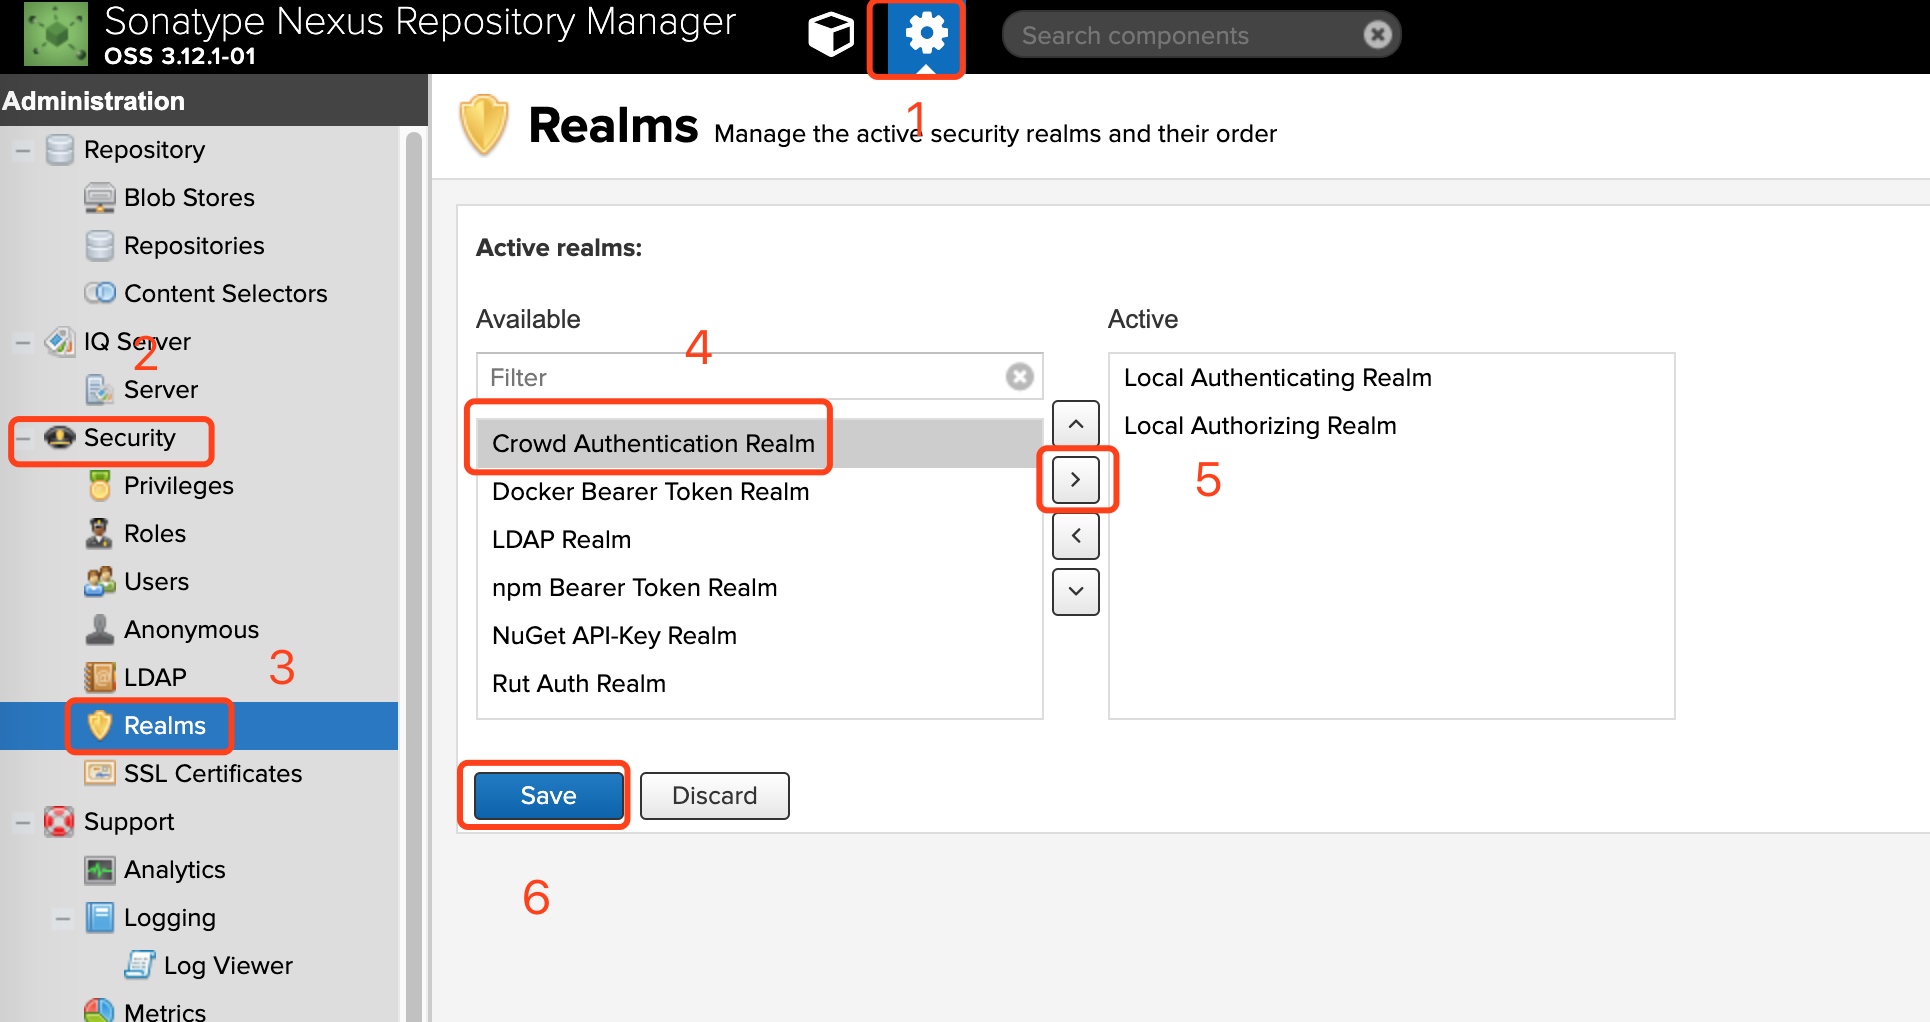 Sonatype Nexus Repository Manager
OSS 3.12.1-01
Search components
1
Administration
Repository
Blob Stores
Repositories
Content Selectors
IQ Server
2
Server
Security
Privileges
Roles
Users
Anonymous
LDAP
3
Realms
SSL Certificates
Support
Analytics
Logging
Log Viewer
Metrics
Realms Manage the active security realms and their order
Active realms:
Available
4
Filter
Crowd Authentication Realm
Docker Bearer Token Realm
LDAP Realm
npm Bearer Token Realm
NuGet API-Key Realm
Rut Auth Realm
Active
Local Authenticating Realm
Local Authorizing Realm
5
Save
Discard
6